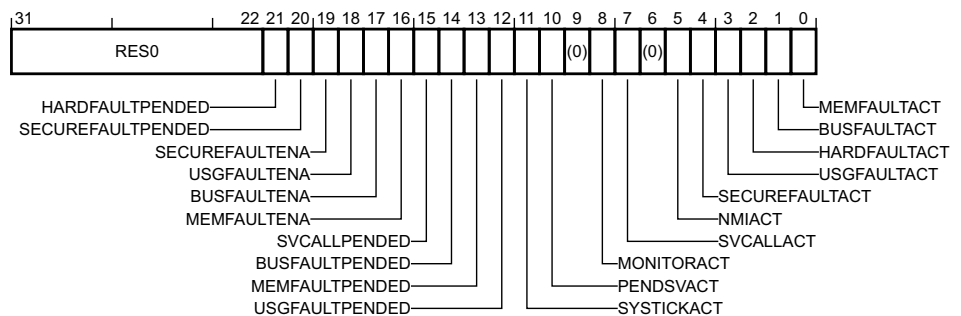 31 22 21 20 19 18 17 16 15 14 13 12 11 10 9 8 7 6 5 4 3 2 1 0
RES0 (0) (0)
HARDFAULTPENDED MEMFAULTACT
SECUREFAULTPENDED BUSFAULTACT
SECUREFAULTENA HARDFAULTACT
USGFAULTENA USGFAULTACT
BUSFAULTENA SECUREFAULTACT
MEMFAULTENA NMIACT
SVCALLPENDED SVCALLACT
BUSFAULTPENDED MONITORACT
MEMFAULTPENDED PENDSVACT
USGFAULTPENDED SYSTICKACT